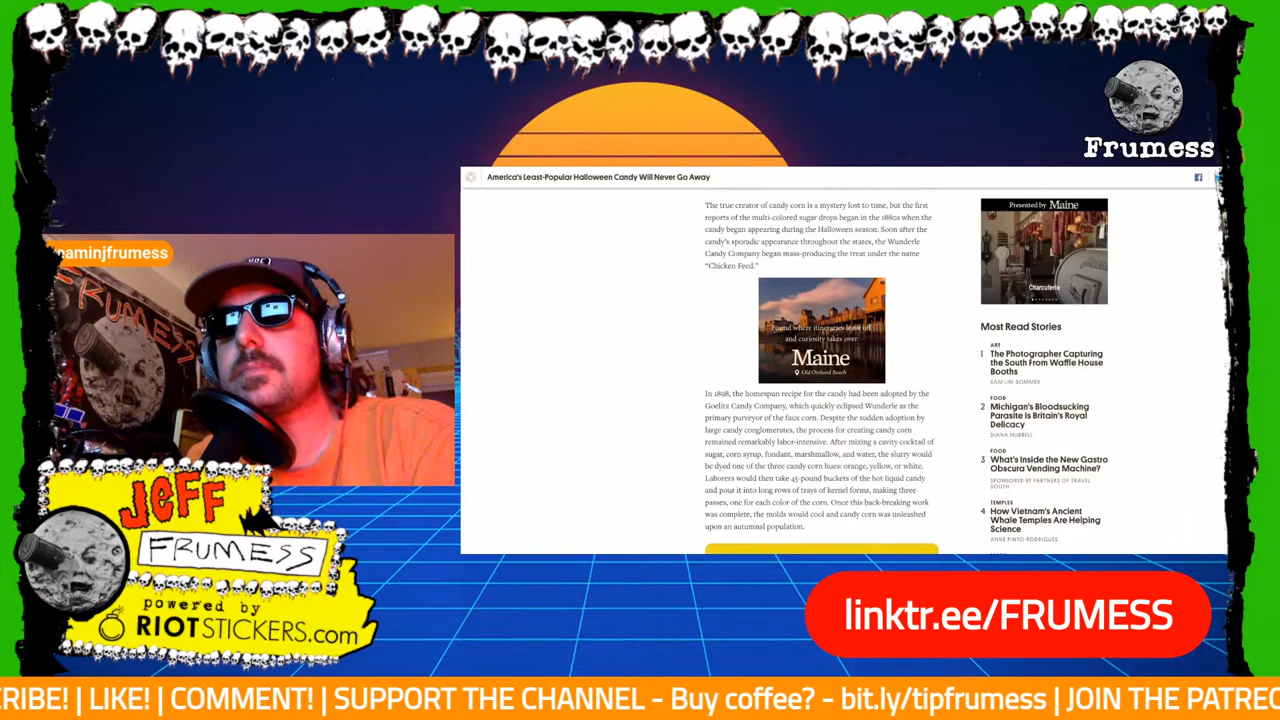 Frumess
America's Least-Popular Halloween Candy Will Never Go Away
The true creator of candy corn is a mystery lost to time, but the first
reports of the multi-colored sugar drops began in the 1880s when the
candy began appearing during the Halloween season. Soon after the
candy's sporadic appearance throughout the states, the Wunderle
Candy Company began mass-producing the treat under the name
"Chicken Feed."
Found where itineraries leave off
and curiosity takes over
Maine
Old Orchard Beach
In 1898, the homespun recipe for the candy had been adopted by the
Goelitz Candy Company, which quickly eclipsed Wunderle as the
primary purveyor of the faux corn. Despite the sudden adoption by
large candy conglomerates, the process for creating candy corn
remained remarkably labor-intensive. After mixing a cavity cocktail of
sugar, corn syrup, fondant, marshmallow, and water, the slurry would
be dyed one of the three candy corn hues: orange, yellow, or white.
Laborers would then take 45-pound buckets of the hot liquid candy
and pour it into long rows of trays of kernel forms, making three
passes, one for each color of the corn. Once this back-breaking work
was complete, the molds would cool and candy corn was unleashed
upon an autumnal population.
Presented by Maine
Charcuterie
Most Read Stories
ART
1 The Photographer Capturing
the South From Waffle House
Booths
SAM LIN-SOMMER
FOOD
2 Michigan's Bloodsucking
Parasite Is Britain's Royal
Delicacy
DIANA HUBBELL
FOOD
3 What's Inside the New Gastro
Obscura Vending Machine?
SPONSORED BY PARTNERS OF TRAVEL
SOUTH
TEMPLES
4 How Vietnam's Ancient
Whale Temples Are Helping
Science
ANNE PINTO-RODRIGUES
eaminjfrumess
FRUMESS
JEFF
FRUMESS
powered by
RIOTSTICKERS.com
linktr.ee/FRUMESS
CRIBE! | LIKE! | COMMENT! | SUPPORT THE CHANNEL - Buy coffee? - bit.ly/tipfrumess | JOIN THE PATREO